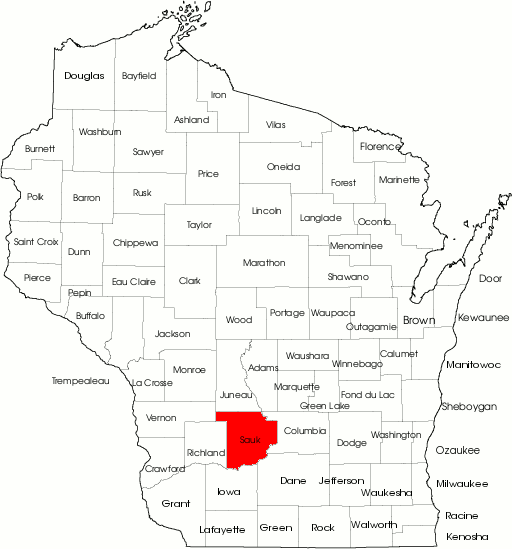 Douglas
Bayfield
Iron
Ashland
Vilas
Washburn
Burnett
Sawyer
Florence
Oneida
Price
Forest
Marinette
Polk
Barron
Rusk
Lincoln
Langlade
Oconto
Taylor
Saint Croix
Chippewa
Menominee
Dunn
Marathon
Pierce
Eau Claire
Clark
Shawano
Door
Pepin
Buffalo
Wood
Portage
Waupaca
Outagamie
Brown
Kewaunee
Jackson
Waushara
Calumet
Winnebago
Manitowoc
Adams
Monroe
Trempealeau
La Crosse
Marquette
Juneau
Fond du Lac
Green Lake
Sheboygan
Vernon
Columbia
Washington
Sauk
Dodge
Ozaukee
Richland
Crawford
Dane
Jefferson
Milwaukee
Iowa
Waukesha
Grant
Racine
Lafayette
Green
Rock
Walworth
Kenosha